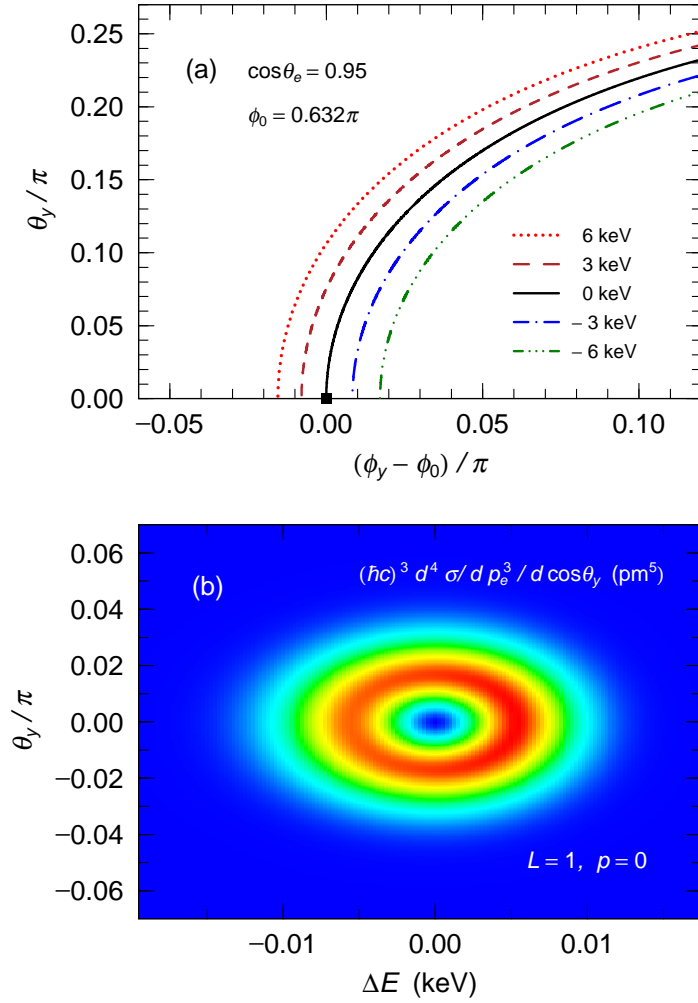 0.25
0.20
0.15
0.10
0.05
0.00
θy / π
(a)
cosθe = 0.95
ϕ0 = 0.632π
6 keV
3 keV
0 keV
− 3 keV
− 6 keV
−0.05 0.00 0.05 0.10
(ϕy − ϕ0) / π
0.06
0.04
0.02
0.00
−0.02
−0.04
−0.06
θy / π
(b)
(ħc)³ d⁴ σ/ d pe³ / d cosθy (pm⁵)
L = 1, p = 0
−0.01 0.00 0.01
ΔE (keV)